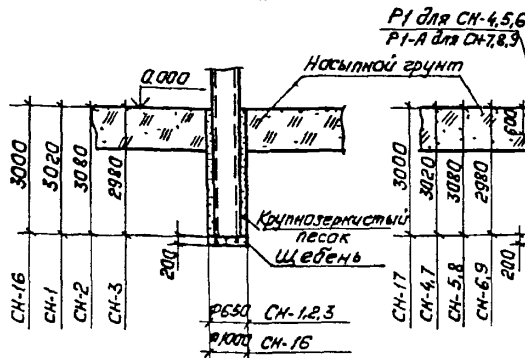 Р1 для СН-4,5,6
Р1-А для СН-7,8,9
Насыпной грунт
0.000
600
3000
3020
3080
2980
3000
3020
3080
2980
Крупнозернистый
песок
Щебень
200
200
СН-16
СН-1
СН-2
СН-3
СН-17
СН-4,7
СН-5,8
СН-6,9
Р650 СН-1,2,3
Р1000 СН-16